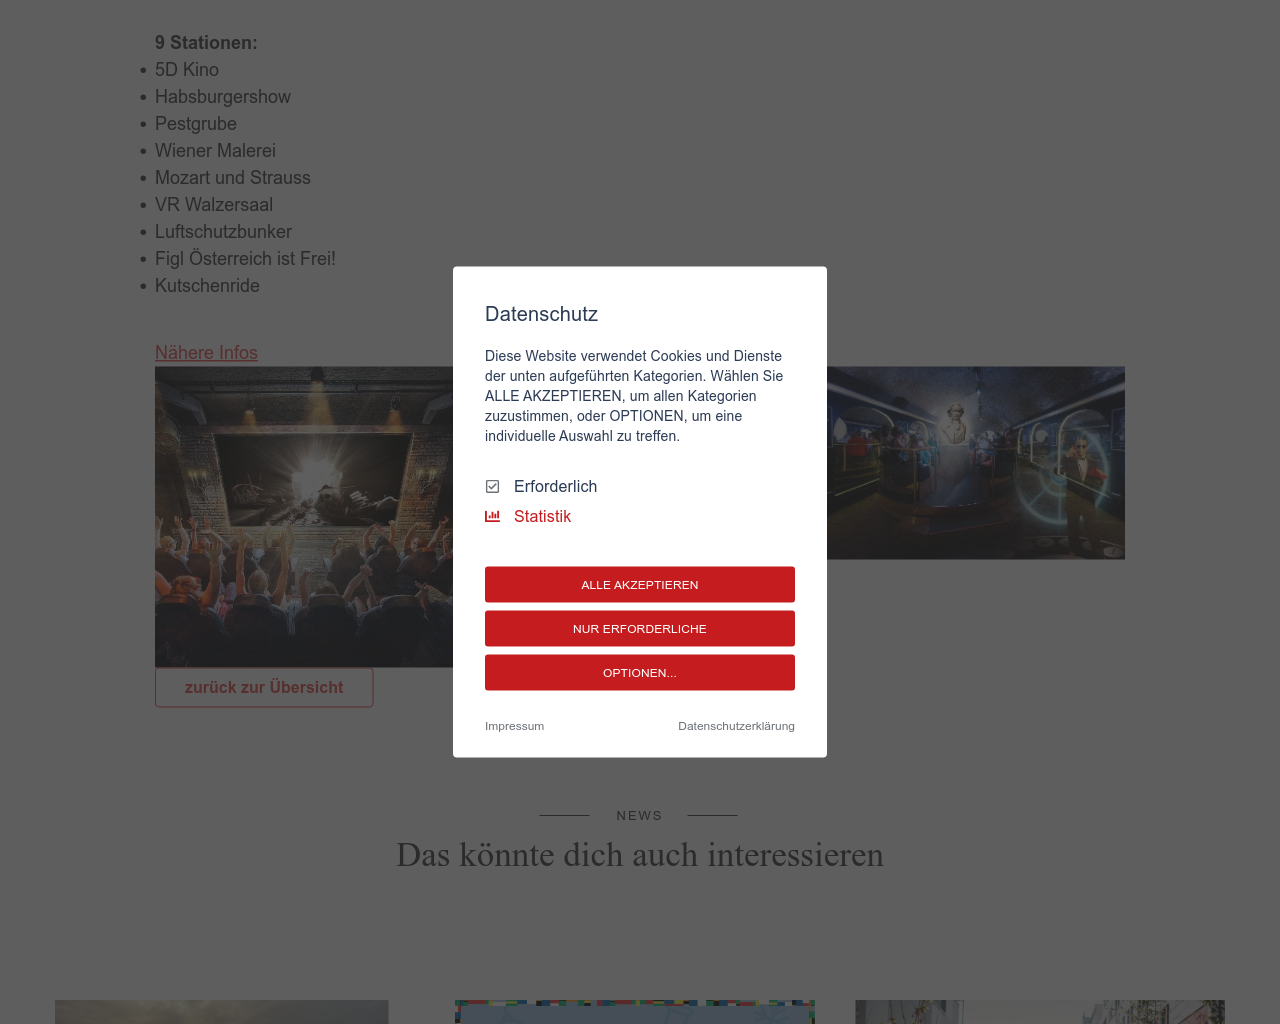 9 Stationen:
5D Kino
Habsburgershow
Pestgrube
Wiener Malerei
Mozart und Strauss
VR Walzersaal
Luftschutzbunker
Figl Österreich ist Frei!
Kutschenride
Nähere Infos
zurück zur Übersicht
Datenschutz
Diese Website verwendet Cookies und Dienste
der unten aufgeführten Kategorien. Wählen Sie
ALLE AKZEPTIEREN, um allen Kategorien
zuzustimmen, oder OPTIONEN, um eine
individuelle Auswahl zu treffen.
Erforderlich
Statistik
ALLE AKZEPTIEREN
NUR ERFORDERLICHE
OPTIONEN...
Impressum Datenschutzerklärung
NEWS
Das könnte dich auch interessieren